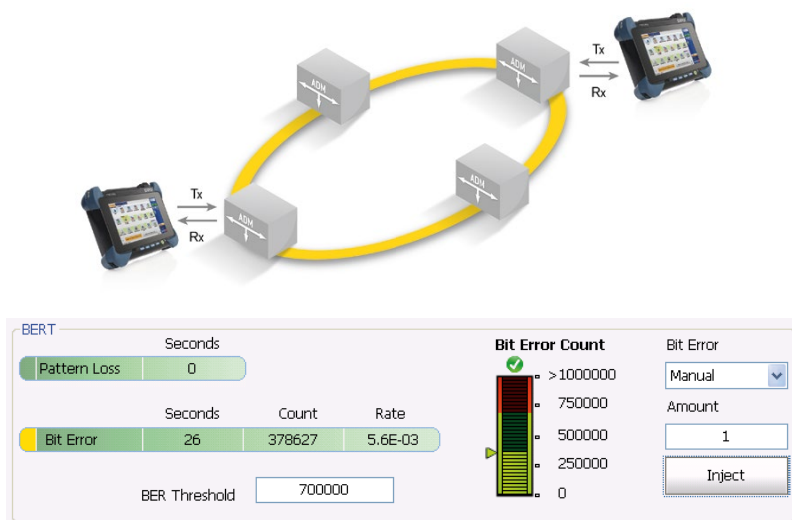 ADM
ADM
ADM
ADM
Tx
Rx
Tx
Rx
BERT
Seconds
Pattern Loss 0
Seconds Count Rate
Bit Error 26 378627 5.6E-03
BER Threshold 700000
Bit Error Count
>1000000
750000
500000
250000
0
Bit Error
Manual
Amount
1
Inject